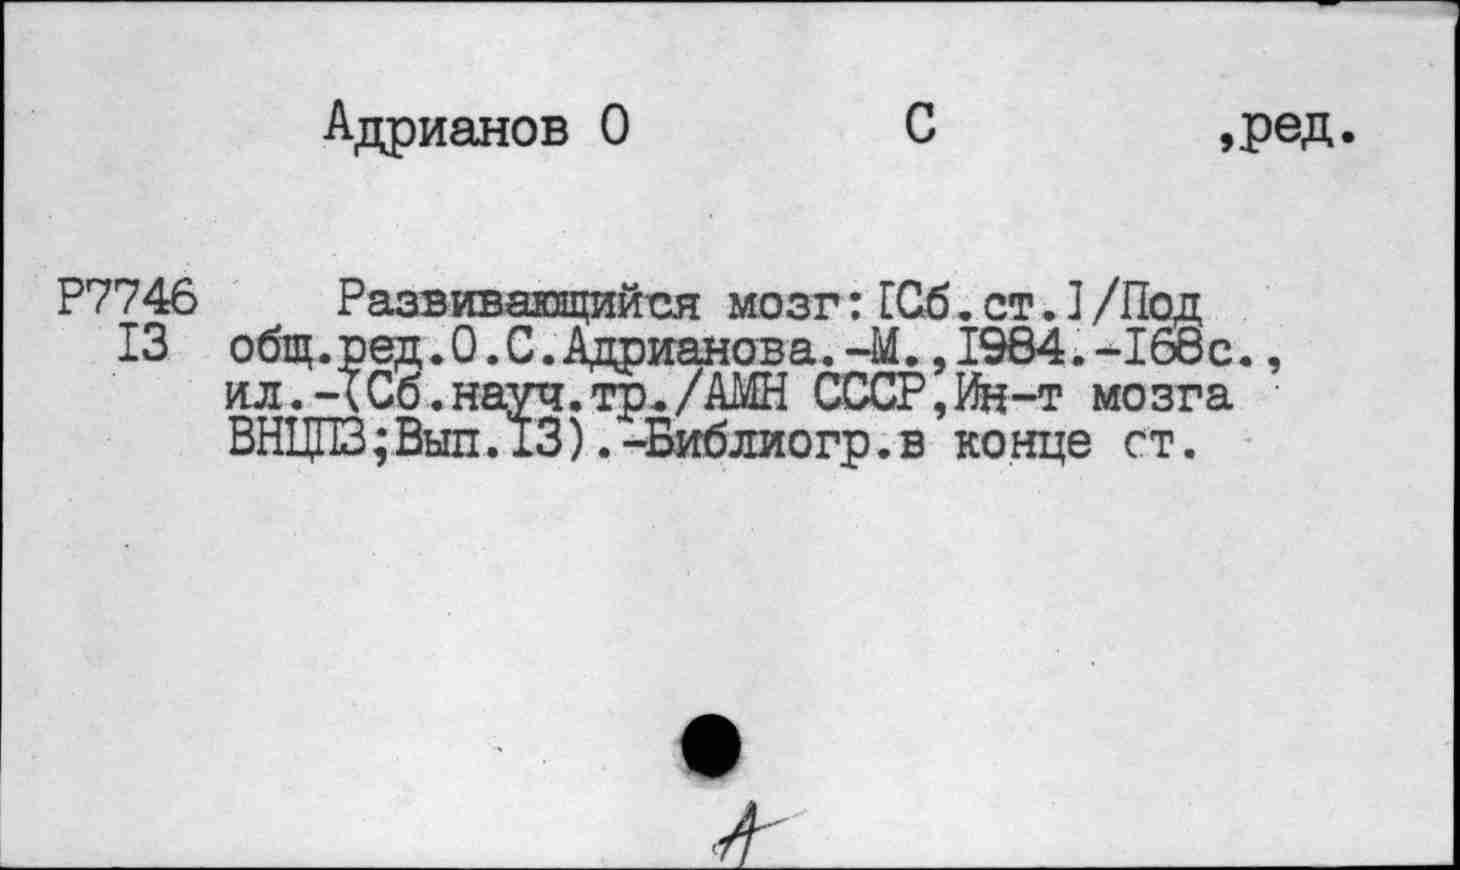 Адрианов О С ,ред.
Р7746 Развивающийся мозг:[Сб.ст.]/Под
13 общ.ред.О.С.Адрианова.-М.,1984.-168с.,
ил.-(Сб.науч.тр./АМН СССР,Ин-т мозга
ВНЦПЗ;Вып.13).-Библиогр.в конце ст.
А